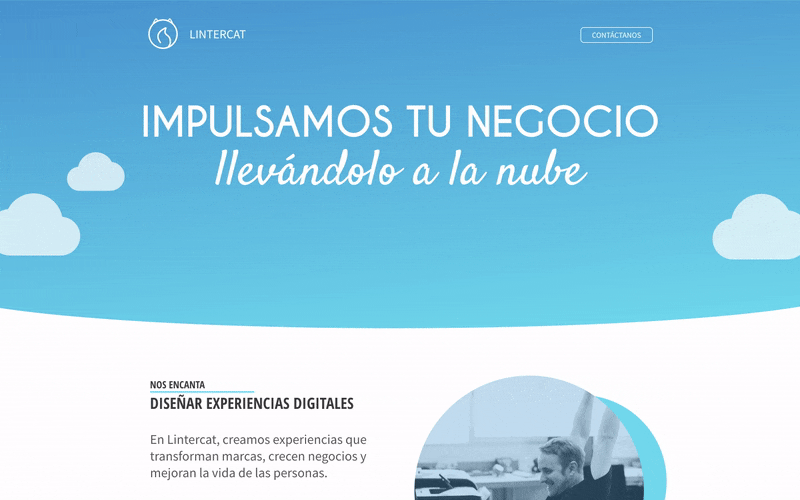 LINTERCAT
CONTÁCTANOS
IMPULSAMOS TU NEGOCIO
llevándolo a la nube
NOS ENCANTA
DISEÑAR EXPERIENCIAS DIGITALES
En Lintercat, creamos experiencias que
transforman marcas, crecen negocios y
mejoran la vida de las personas.